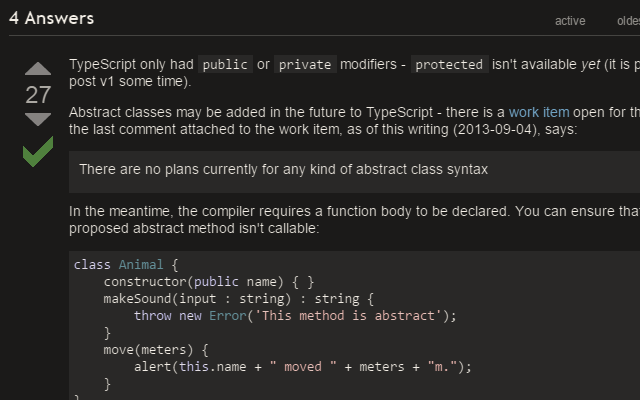 4 Answers
active
TypeScript only had public or private modifiers - protected isn't available yet (it is
post v1 some time).
27
Abstract classes may be added in the future to TypeScript - there is a work item open for
the last comment attached to the work item, as of this writing (2013-09-04), says:
There are no plans currently for any kind of abstract class syntax
In the meantime, the compiler requires a function body to be declared. You can ensure
proposed abstract method isn't callable:
class Animal {
constructor(public name) { }
makeSound(input : string) : string {
throw new Error('This method is abstract');
}
move(meters) {
alert(this.name + " moved " + meters + "m.");
}